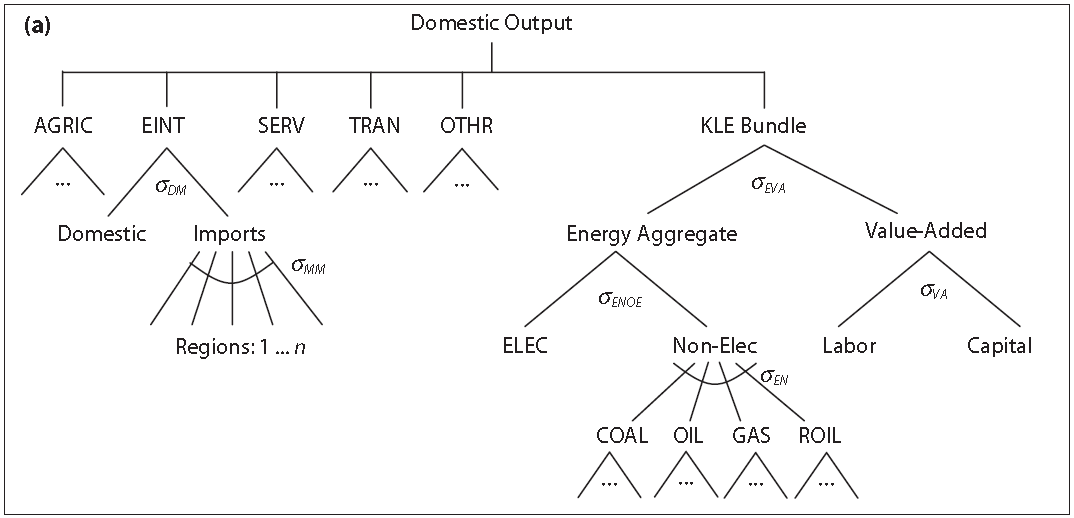 (a)
Domestic Output
AGRIC EINT SERV TRAN OTHR KLE Bundle
... σDM ... ... ... σEVA
Domestic Imports Energy Aggregate Value-Added
σMM σENOE σVA
Regions: 1 ... n ELEC Non-Elec Labor Capital
σEN
COAL OIL GAS ROIL
... ... ... ...